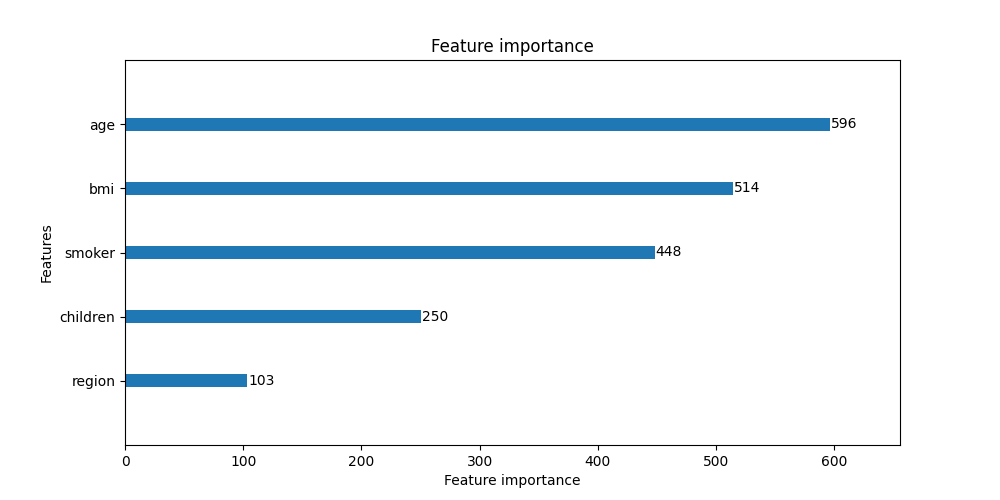 Feature importance
age
596
bmi
514
smoker
448
children
250
region
103
Features
0 100 200 300 400 500 600
Feature importance